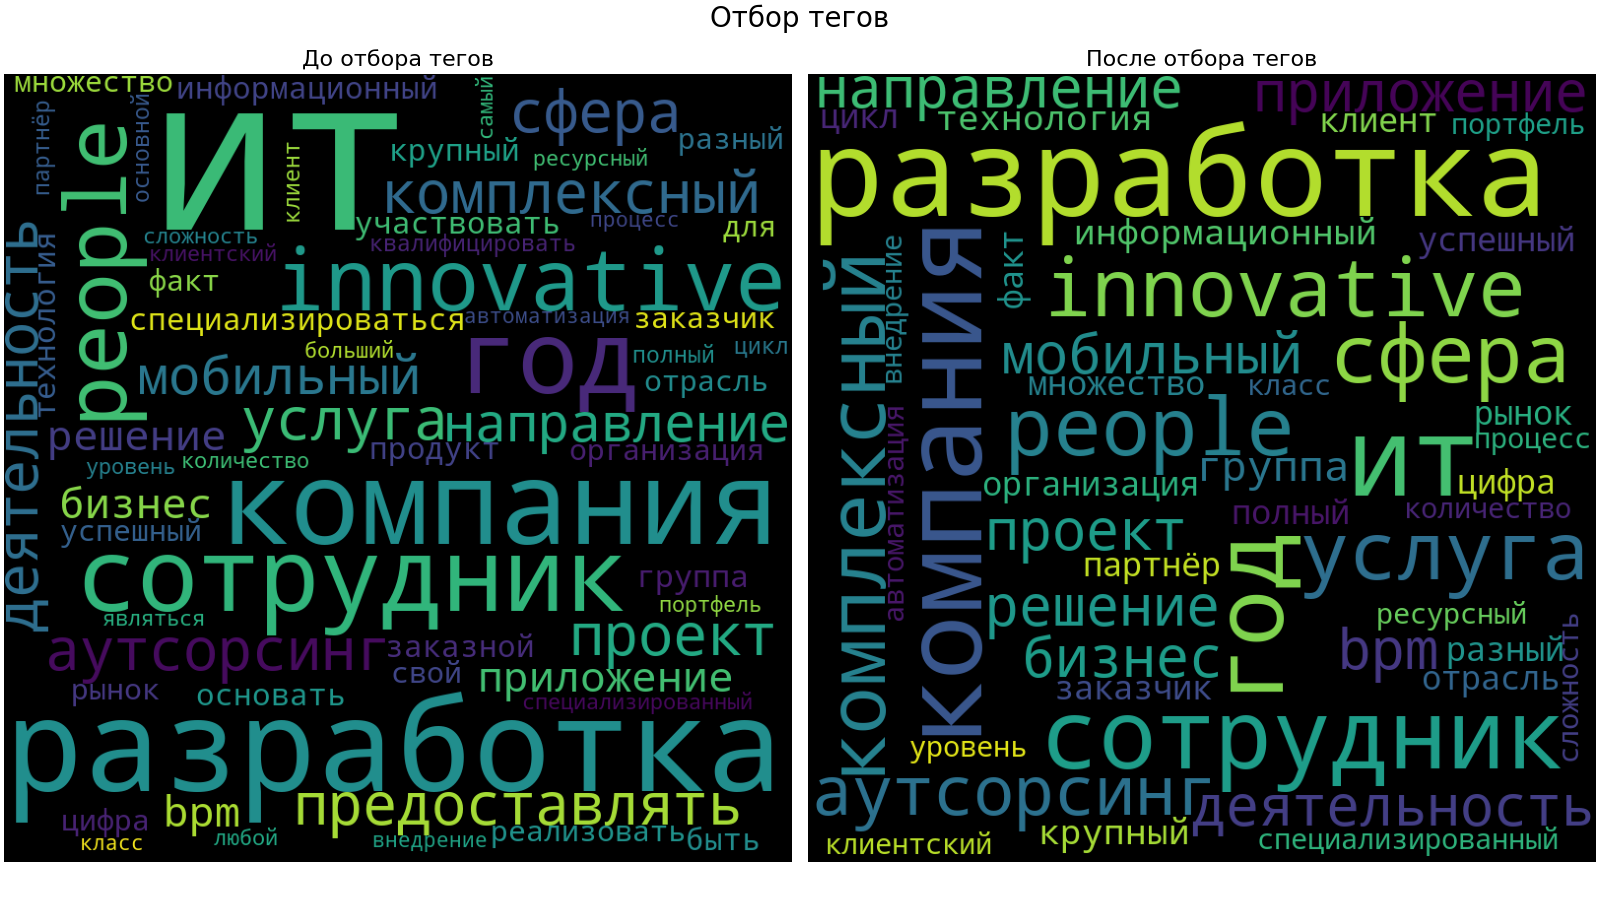 Отбор тегов
До отбора тегов
множество
информационный
самый
сфера
партнёр
основной
ит
people
клиент
крупный
ресурсный
разный
комплексный
участвовать
процесс
для
сложность
клиентский
квалифицировать
деятельность
технология
факт
innovative
специализироваться
автоматизация
заказчик
больший
год
полный
цикл
мобильный
отрасль
услуга
направление
решение
продукт
организация
уровень
количество
бизнес
компания
успешный
сотрудник
группа
портфель
являться
аутсорсинг
заказной
проект
свой
приложение
рынок
основать
специализированный
разработка
цифра
bpm
предоставлять
класс
любой
внедрение
реализовать
быть
После отбора тегов
направление
приложение
цикл
технология
клиент
портфель
разработка
информационный
успешный
комплексный
внедрение
компания
факт
innovative
мобильный
сфера
множество
класс
people
рынок
процесс
автоматизация
группа
ит
организация
цифра
полный
количество
проект
год
услуга
партнёр
решение
ресурсный
бизнес
bpm
разный
сложность
заказчик
отрасль
сотрудник
уровень
аутсорсинг
деятельность
клиентский
крупный
специализированный